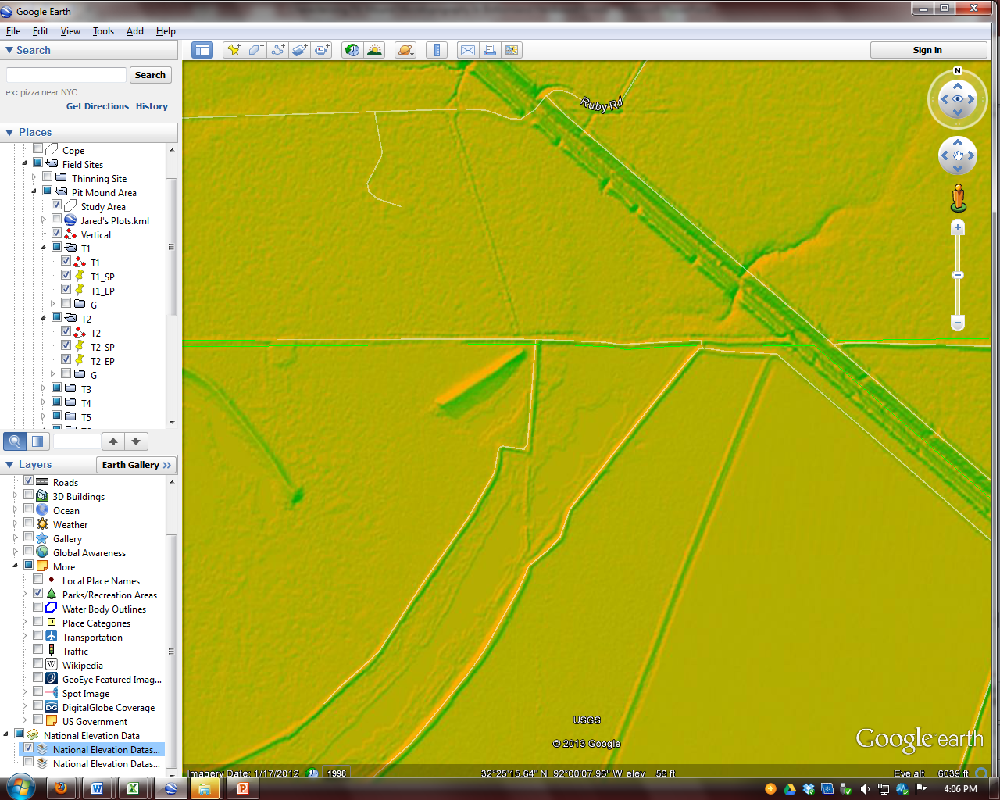 Google Earth
File Edit View Tools Add Help
Search
Sign in
Search
ex: pizza near NYC
Get Directions History
Places
Cope
Field Sites
Thinning Site
Pit Mound Area
Study Area
Jared's Plots.kml
Vertical
T1
T1
T1_SP
T1_EP
G
T2
T2
T2_SP
T2_EP
G
T3
T4
T5
Layers
Earth Gallery >>
Roads
3D Buildings
Ocean
Weather
Gallery
Global Awareness
More
Local Place Names
Parks/Recreation Areas
Water Body Outlines
Place Categories
Transportation
Traffic
Wikipedia
GeoEye Featured Imag...
Spot Image
DigitalGlobe Coverage
US Government
National Elevation Data
National Elevation Datas...
National Elevation Datas...
N
Ruby Rd
USGS
© 2013 Google
Google earth
Imagery Date: 1/17/2012 1998 32°25'15.64" N 92°00'07.96" W elev 56 ft Eye alt 6039 ft
4:06 PM